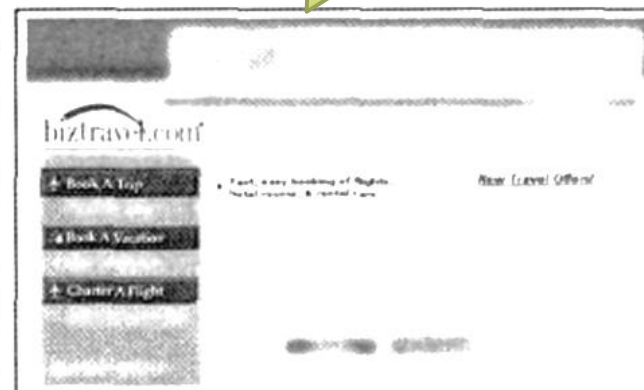 biztravel.com
Book A Trip
Fast, easy booking of flights
hotel rooms & rental cars
New Travel Offers!
Book A Vacation
Charter A Flight